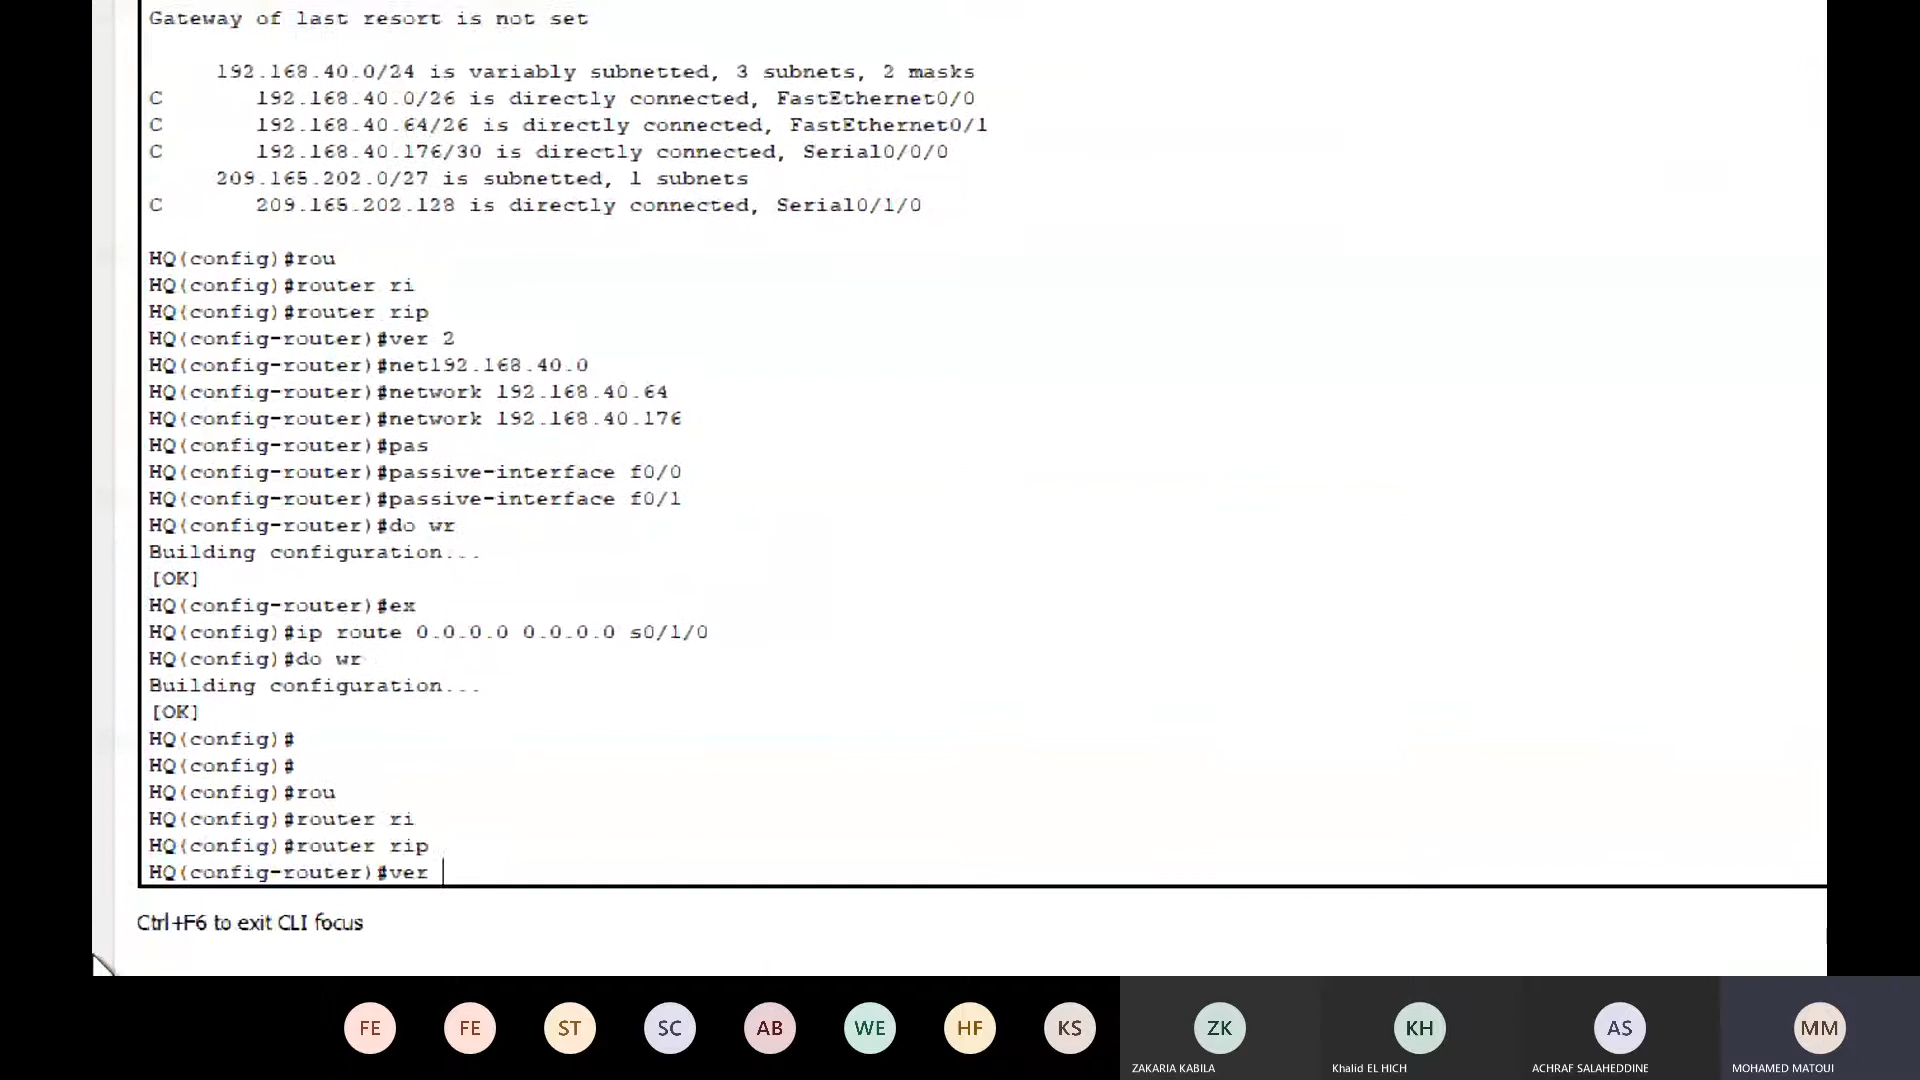 Gateway of last resort is not set
192.168.40.0/24 is variably subnetted, 3 subnets, 2 masks
C 192.168.40.0/26 is directly connected, FastEthernet0/0
C 192.168.40.64/26 is directly connected, FastEthernet0/1
C 192.168.40.176/30 is directly connected, Serial0/0/0
209.165.202.0/27 is subnetted, 1 subnets
C 209.165.202.128 is directly connected, Serial0/1/0
HQ(config)#rou
HQ(config)#router ri
HQ(config)#router rip
HQ(config-router)#ver 2
HQ(config-router)#net192.168.40.0
HQ(config-router)#network 192.168.40.64
HQ(config-router)#network 192.168.40.176
HQ(config-router)#pas
HQ(config-router)#passive-interface f0/0
HQ(config-router)#passive-interface f0/1
HQ(config-router)#do wr
Building configuration...
[OK]
HQ(config-router)#ex
HQ(config)#ip route 0.0.0.0 0.0.0.0 s0/1/0
HQ(config)#do wr
Building configuration...
[OK]
HQ(config)#
HQ(config)#
HQ(config)#rou
HQ(config)#router ri
HQ(config)#router rip
HQ(config-router)#ver
Ctrl+F6 to exit CLI focus
FE FE ST SC AB WE HF KS ZK KH AS MM
ZAKARIA KABILA Khalid EL HICH ACHRAF SALAHEDDINE MOHAMED MATOUI